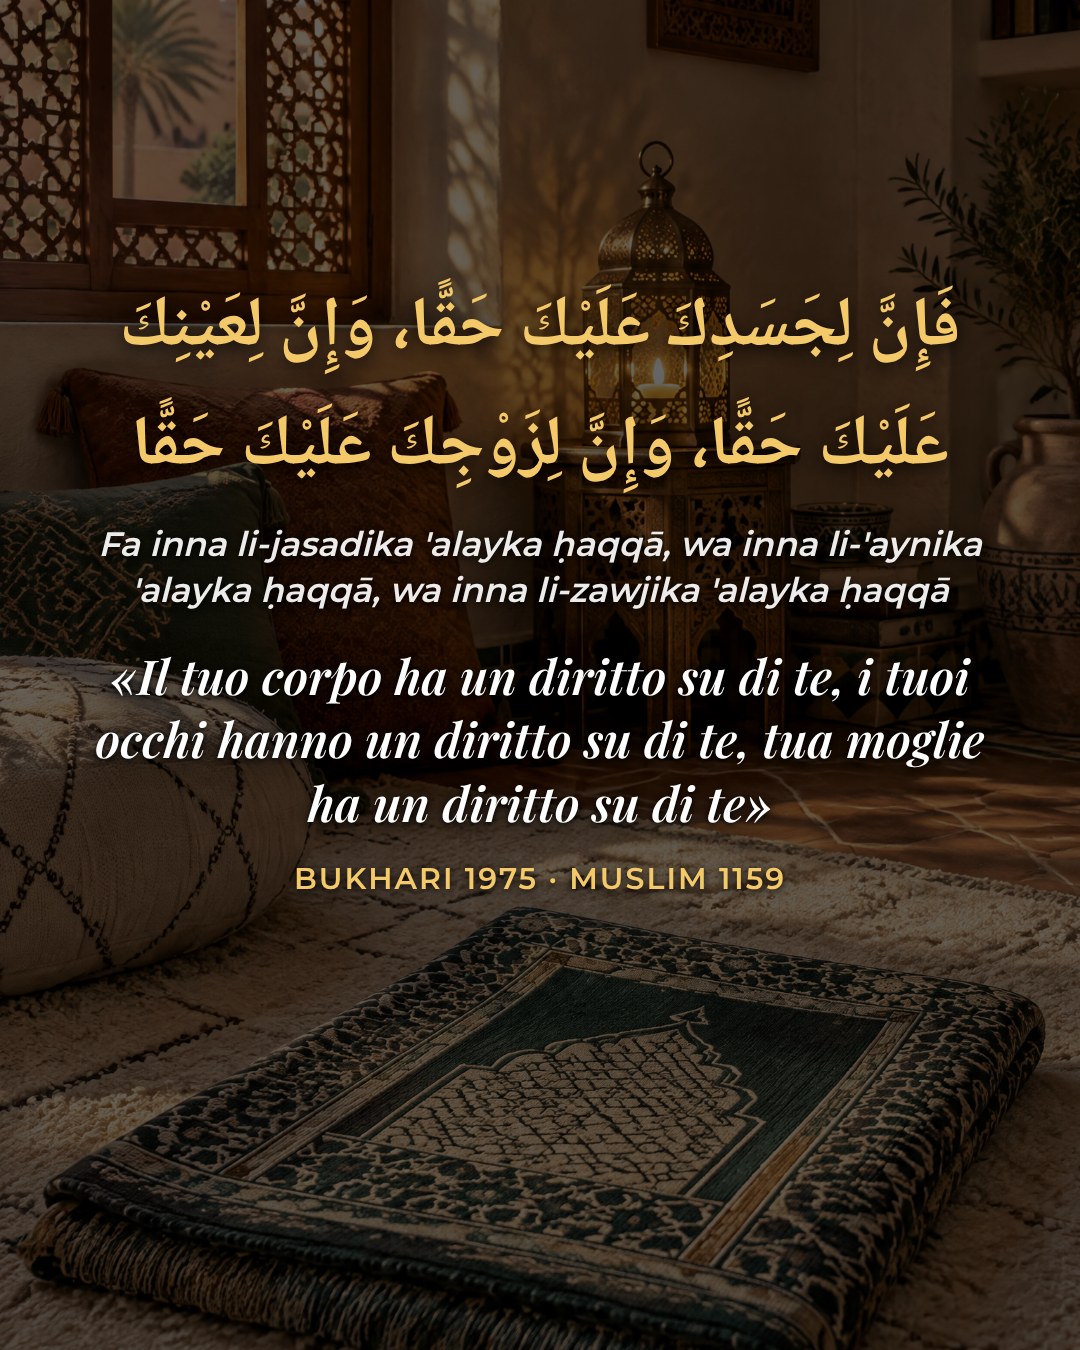 فَإِنَّ لِجَسَدِكَ عَلَيْكَ حَقًّا، وَإِنَّ لِعَيْنِكَ
عَلَيْكَ حَقًّا، وَإِنَّ لِزَوْجِكَ عَلَيْكَ حَقًّا
Fa inna li-jasadika 'alayka ḥaqqā, wa inna li-'aynika
'alayka ḥaqqā, wa inna li-zawjika 'alayka ḥaqqā
«Il tuo corpo ha un diritto su di te, i tuoi
occhi hanno un diritto su di te, tua moglie
ha un diritto su di te»
BUKHARI 1975 · MUSLIM 1159